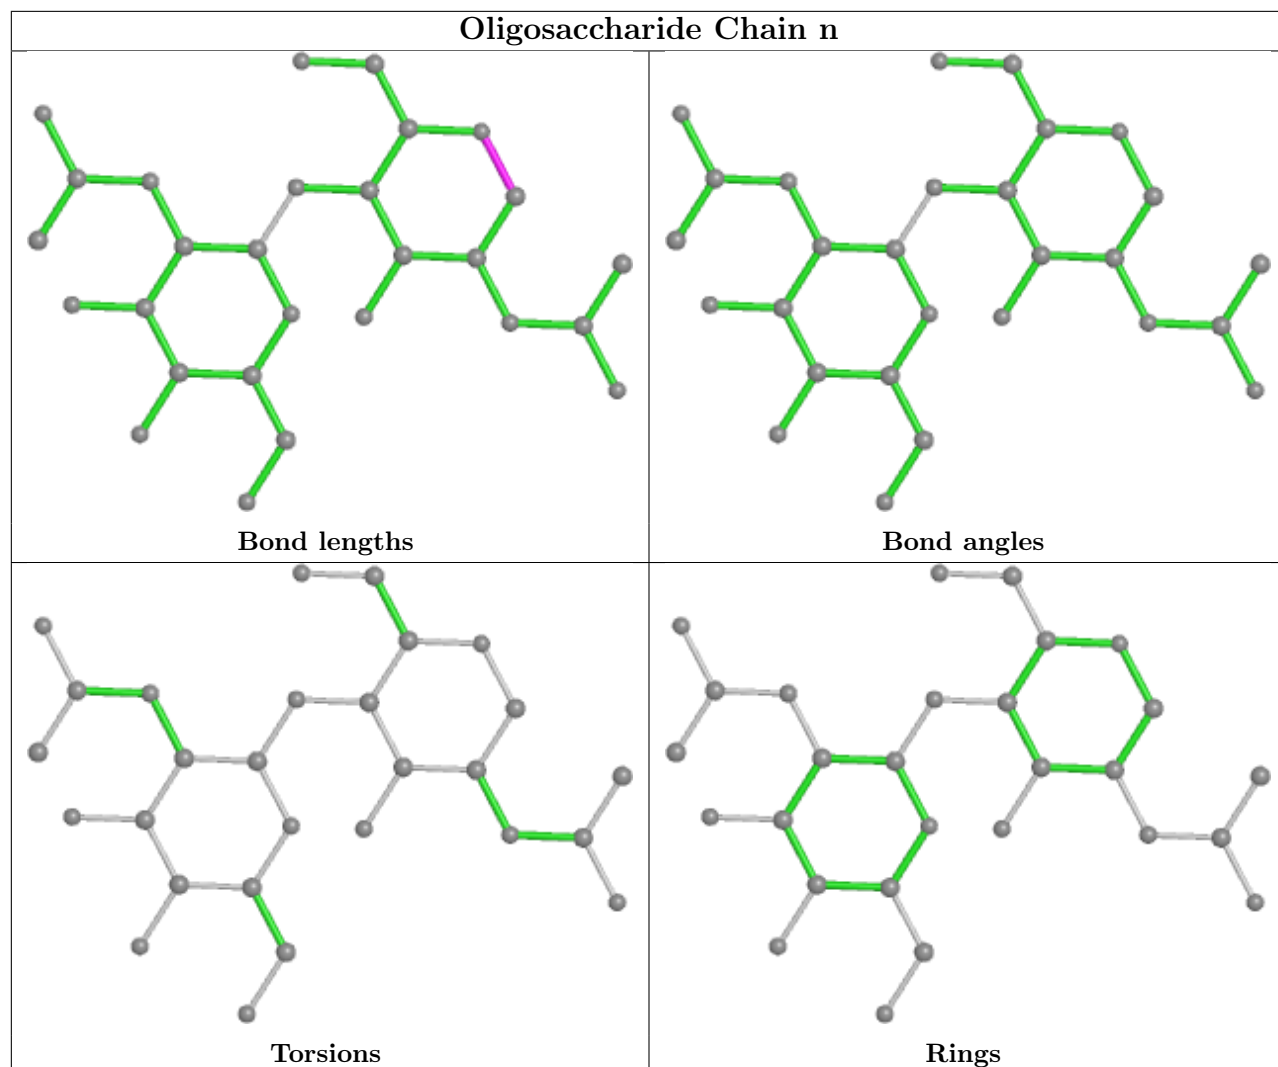 Oligosaccharide Chain n
Bond lengths
Bond angles
Torsions
Rings